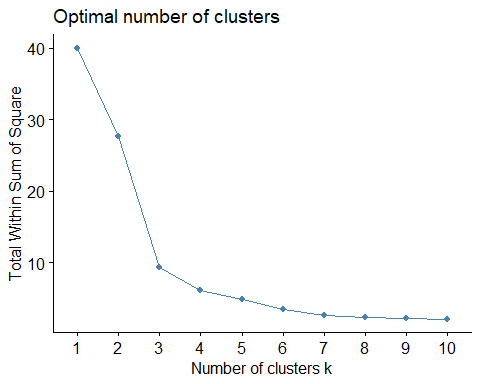 Optimal number of clusters
Total Within Sum of Square
40
30
20
10
1 2 3 4 5 6 7 8 9 10
Number of clusters k